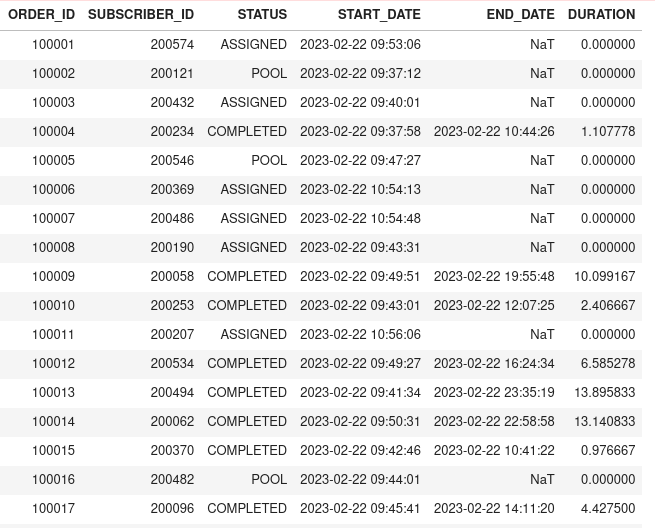 ORDER_ID SUBSCRIBER_ID STATUS START_DATE END_DATE DURATION
100001 200574 ASSIGNED 2023-02-22 09:53:06 NaT 0.000000
100002 200121 POOL 2023-02-22 09:37:12 NaT 0.000000
100003 200432 ASSIGNED 2023-02-22 09:40:01 NaT 0.000000
100004 200234 COMPLETED 2023-02-22 09:37:58 2023-02-22 10:44:26 1.107778
100005 200546 POOL 2023-02-22 09:47:27 NaT 0.000000
100006 200369 ASSIGNED 2023-02-22 10:54:13 NaT 0.000000
100007 200486 ASSIGNED 2023-02-22 10:54:48 NaT 0.000000
100008 200190 ASSIGNED 2023-02-22 09:43:31 NaT 0.000000
100009 200058 COMPLETED 2023-02-22 09:49:51 2023-02-22 19:55:48 10.099167
100010 200253 COMPLETED 2023-02-22 09:43:01 2023-02-22 12:07:25 2.406667
100011 200207 ASSIGNED 2023-02-22 10:56:06 NaT 0.000000
100012 200534 COMPLETED 2023-02-22 09:49:27 2023-02-22 16:24:34 6.585278
100013 200494 COMPLETED 2023-02-22 09:41:34 2023-02-22 23:35:19 13.895833
100014 200062 COMPLETED 2023-02-22 09:50:31 2023-02-22 22:58:58 13.140833
100015 200370 COMPLETED 2023-02-22 09:42:46 2023-02-22 10:41:22 0.976667
100016 200482 POOL 2023-02-22 09:44:01 NaT 0.000000
100017 200096 COMPLETED 2023-02-22 09:45:41 2023-02-22 14:11:20 4.427500